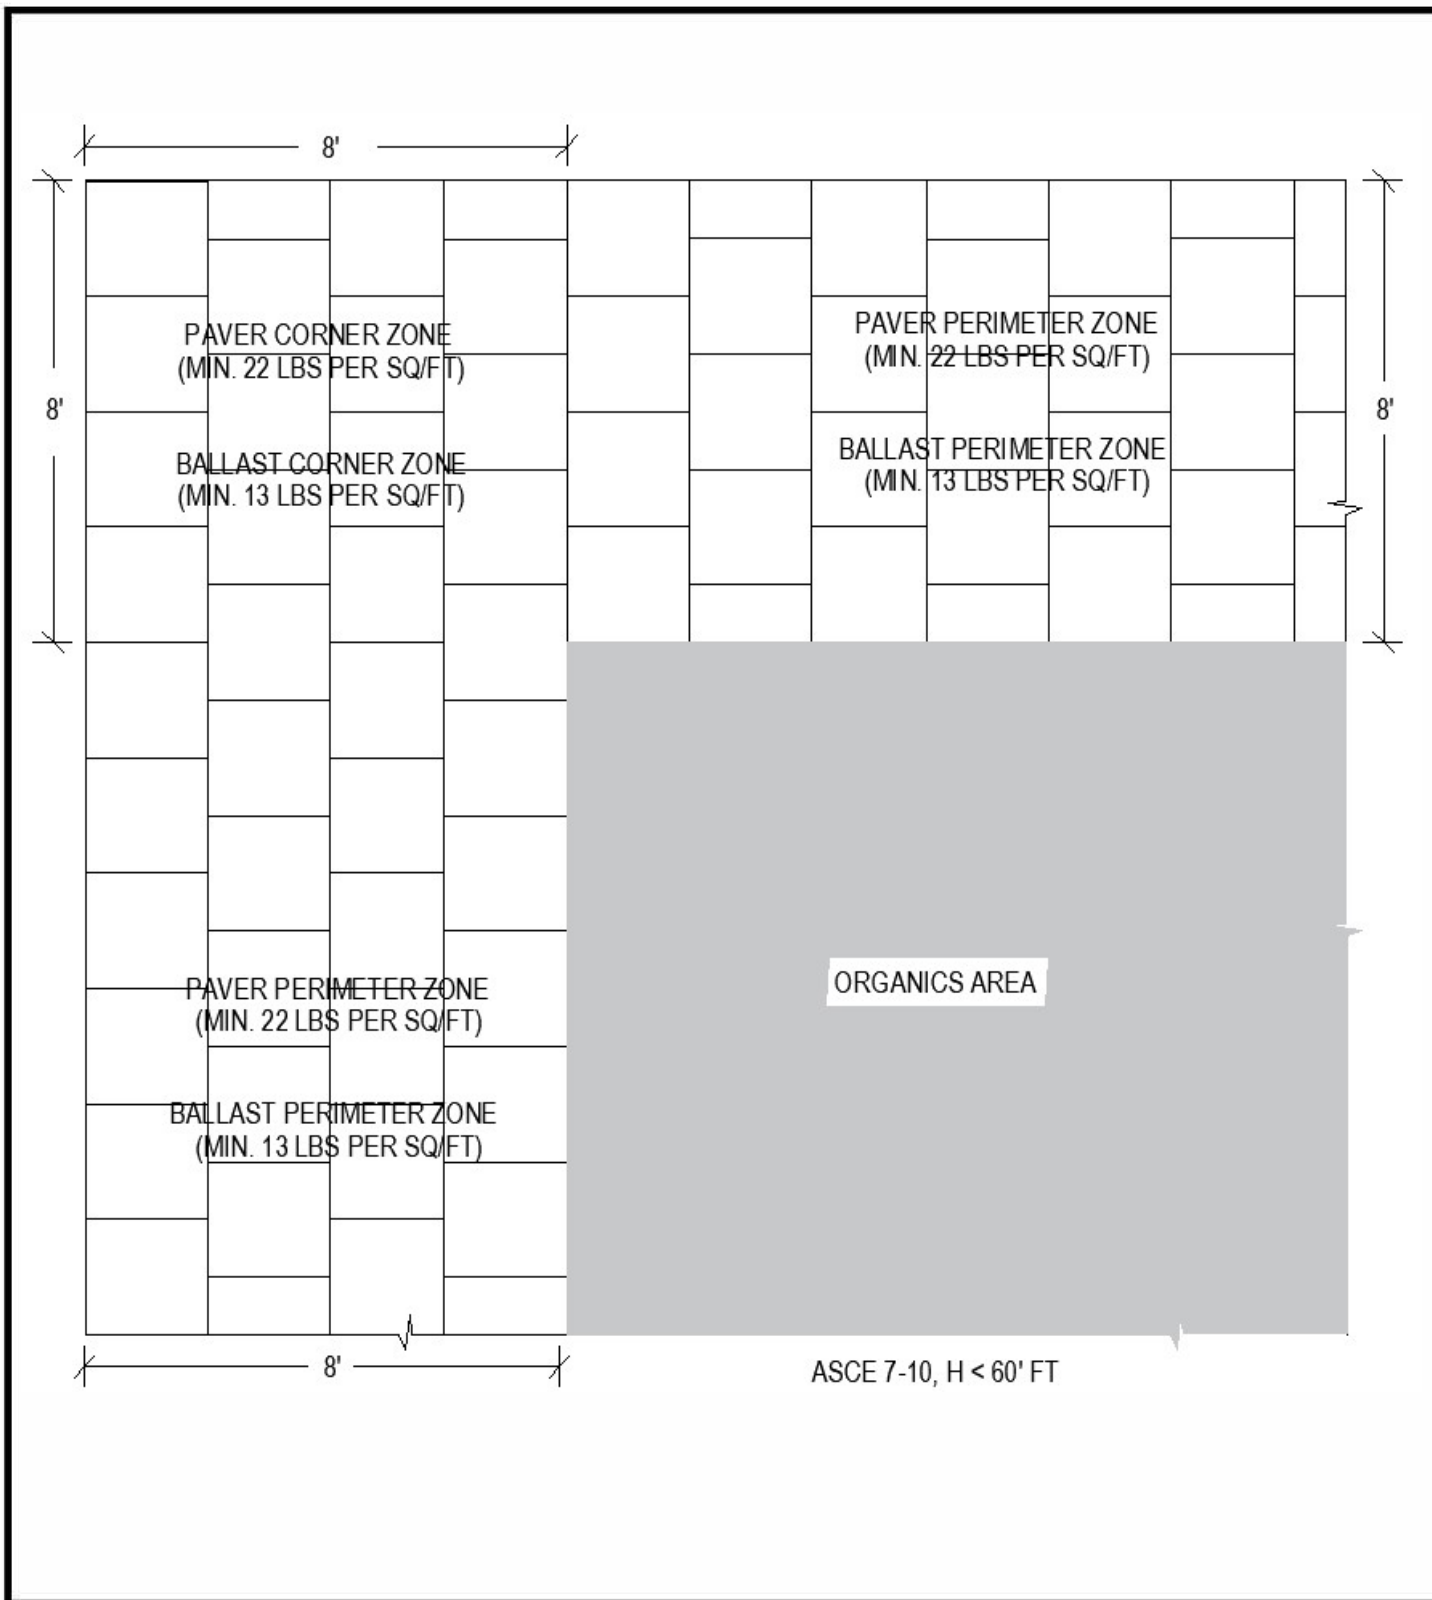 8'
8'
8'
PAVER CORNER ZONE
(MIN. 22 LBS PER SQ/FT)
BALLAST CORNER ZONE
(MIN. 13 LBS PER SQ/FT)
PAVER PERIMETER ZONE
(MIN. 22 LBS PER SQ/FT)
BALLAST PERIMETER ZONE
(MIN. 13 LBS PER SQ/FT)
ORGANICS AREA
PAVER PERIMETER ZONE
(MIN. 22 LBS PER SQ/FT)
BALLAST PERIMETER ZONE
(MIN. 13 LBS PER SQ/FT)
8'
ASCE 7-10, H < 60' FT